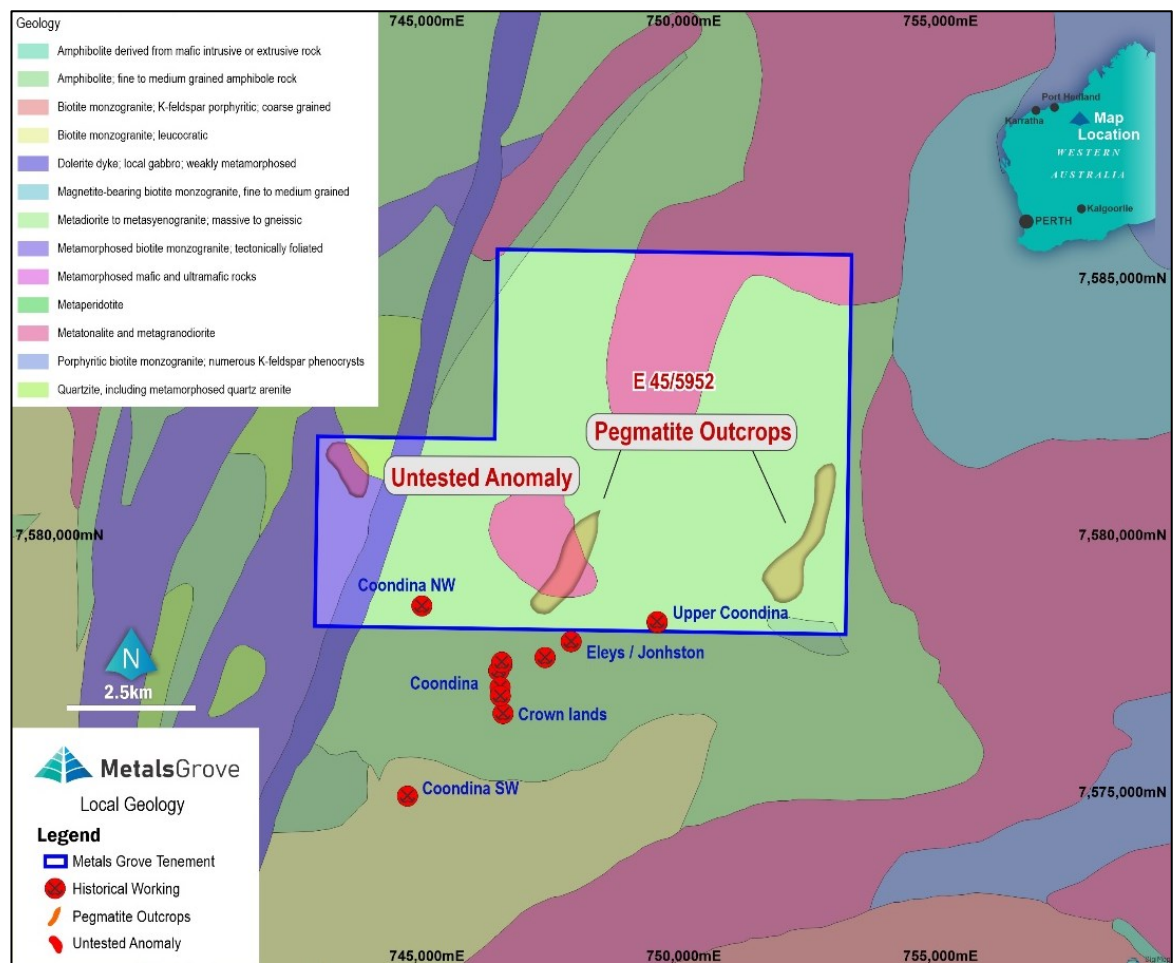 745,000mE
750,000mE
755,000mE
Geology
Amphibolite derived from mafic intrusive or extrusive rock
Amphibolite; fine to medium grained amphibole rock
Biotite monzogranite; K-feldspar porphyritic; coarse grained
Biotite monzogranite; leucocratic
Dolerite dyke; local gabbro; weakly metamorphosed
Magnetite-bearing biotite monzogranite, fine to medium grained
Metadiorite to metasyenogranite; massive to gneissic
Metamorphosed biotite monzogranite; tectonically foliated
Metamorphosed mafic and ultramafic rocks
Metaperidotite
Metatonalite and metagranodiorite
Porphyritic biotite monzogranite; numerous K-feldspar phenocrysts
Quartzite, including metamorphosed quartz arenite
Port Hedland
Karratha
Map
Location
WESTERN
AUSTRALIA
Kalgoorlie
PERTH
7,585,000mN
E 45/5952
Pegmatite Outcrops
Untested Anomaly
7,580,000mN
7,580,000mN
Coondina NW
Upper Coondina
Eleys / Jonhston
Coondina
Crown lands
N
2.5km
MetalsGrove
Local Geology
Coondina SW
7,575,000mN
Legend
Metals Grove Tenement
Historical Working
Pegmatite Outcrops
Untested Anomaly
745,000mE
750,000mE
755,000mE